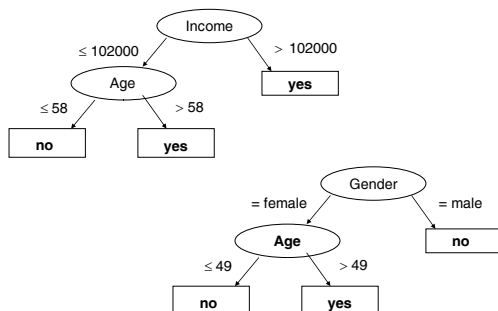 Income
≤ 102000
> 102000
Age
yes
≤ 58
> 58
no
yes
Gender
= female
= male
Age
no
≤ 49
> 49
no
yes